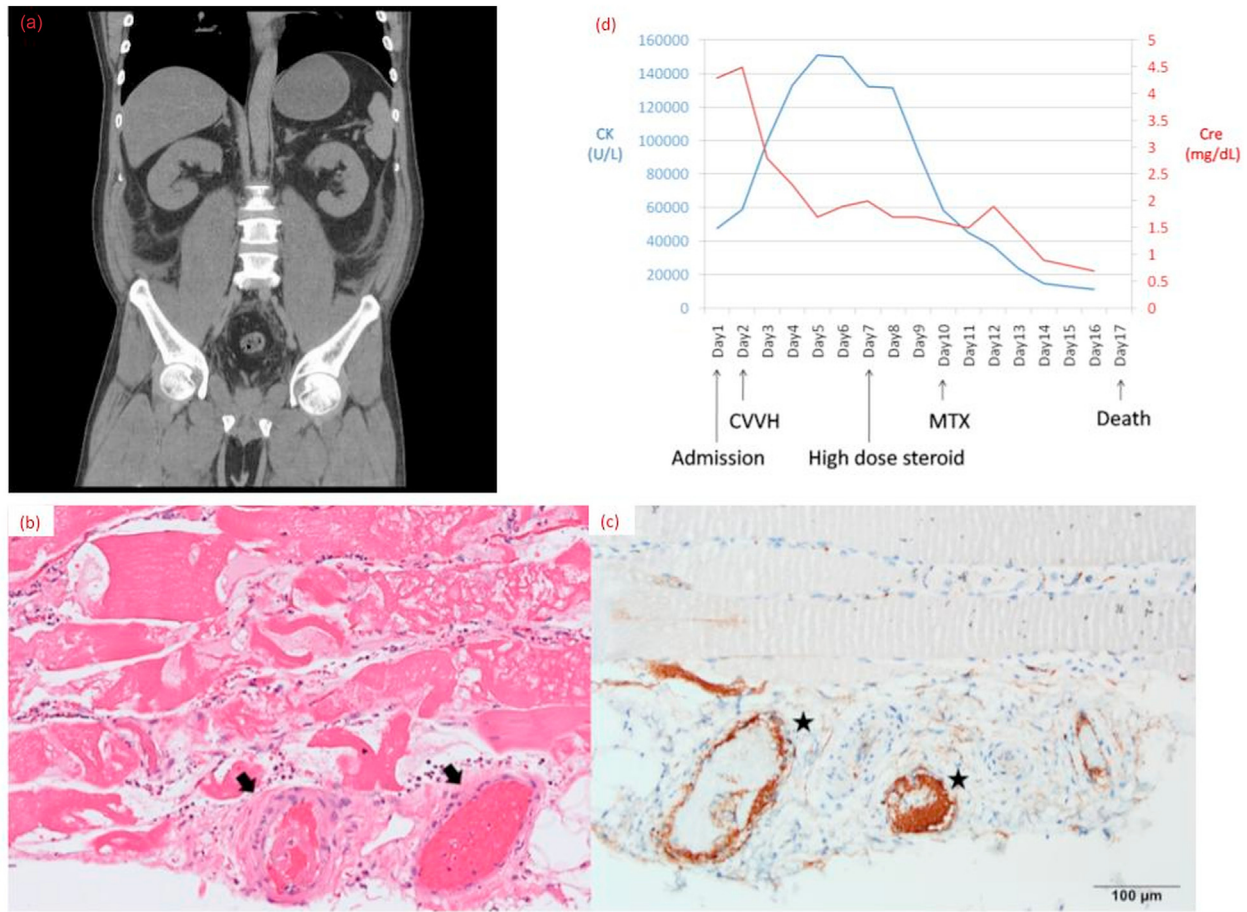 (a)
(d)
160000
140000
120000
100000
80000
60000
40000
20000
0
CK
(U/L)
5
4.5
4
3.5
3
2.5
2
1.5
1
0.5
0
Cre
(mg/dL)
Day1
Day2
Day3
Day4
Day5
Day6
Day7
Day8
Day9
Day10
Day11
Day12
Day13
Day14
Day15
Day16
Day17
CVVH
MTX
Death
Admission
High dose steroid
(b)
(c)
100 µm